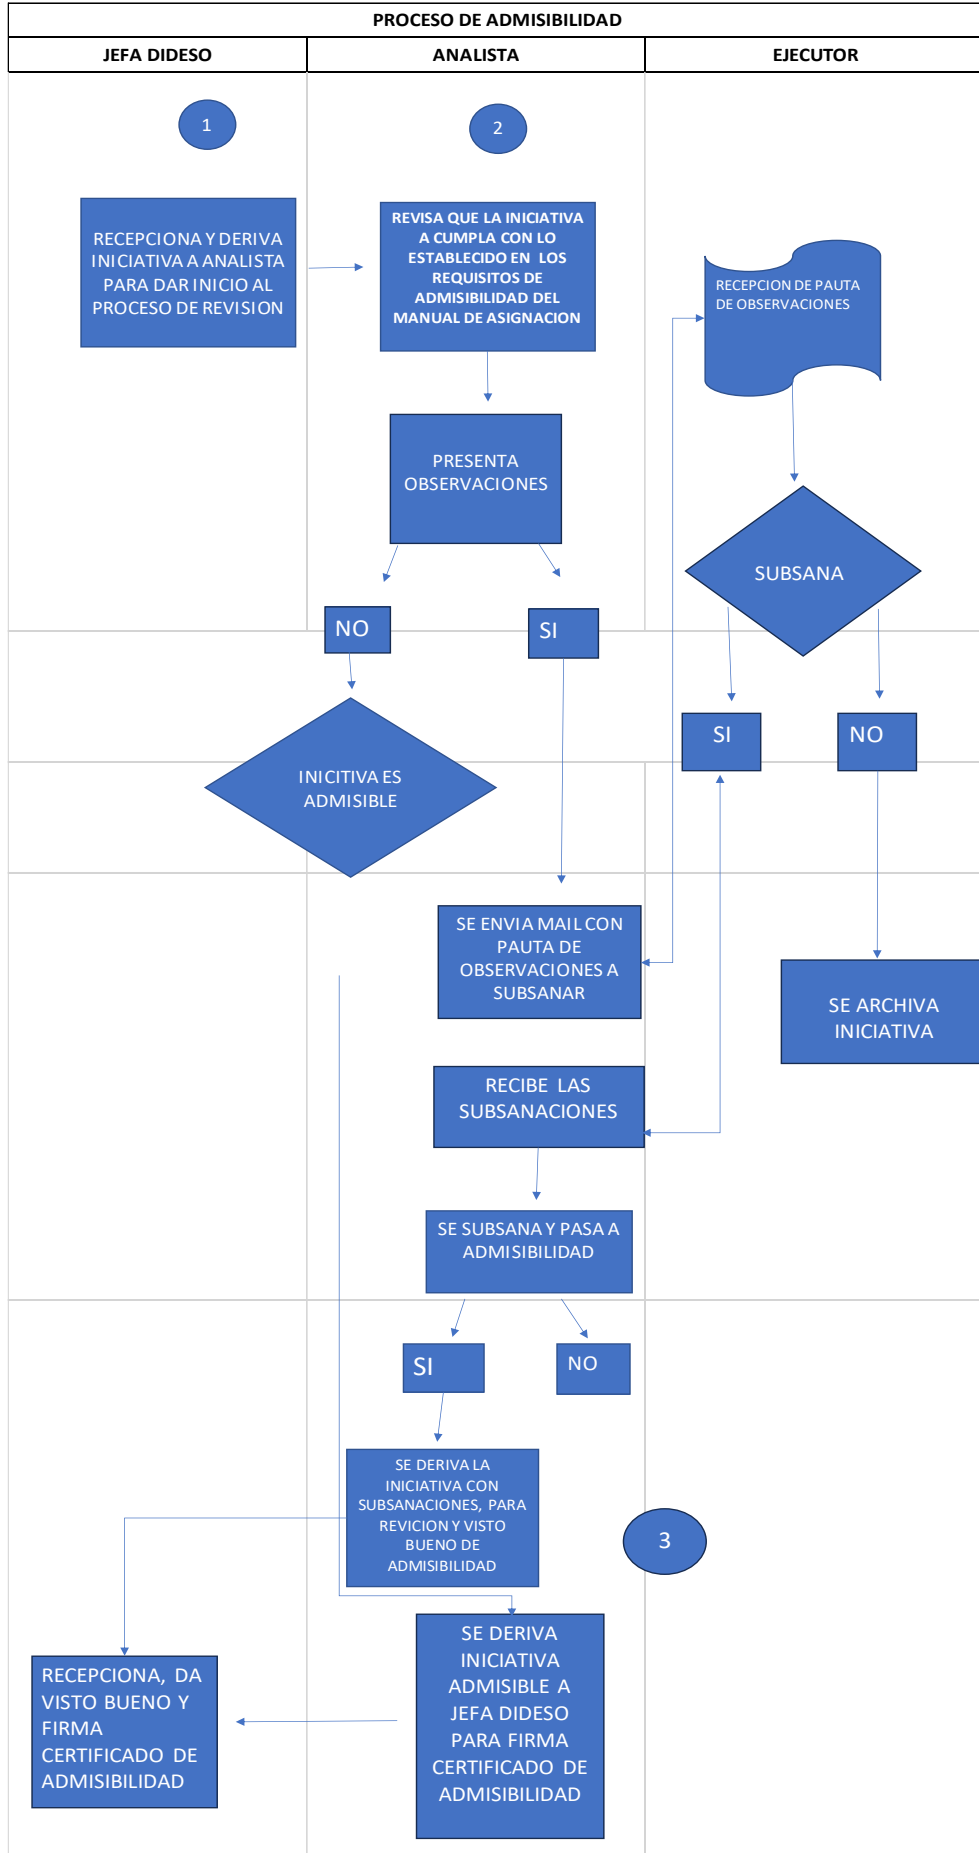 PROCESO DE ADMISIBILIDAD
JEFA DIDESO
ANALISTA
EJECUTOR
1
2
RECEPCIONA Y DERIVA
INICIATIVA A ANALISTA
PARA DAR INICIO AL
PROCESO DE REVISION
REVISA QUE LA INICIATIVA
A CUMPLA CON LO
ESTABLECIDO EN LOS
REQUISITOS DE
ADMISIBILIDAD DEL
MANUAL DE ASIGNACION
RECEPCION DE PAUTA
DE OBSERVACIONES
PRESENTA
OBSERVACIONES
SUBSANA
NO
SI
SI
NO
INICITIVA ES
ADMISIBLE
SE ENVIA MAIL CON
PAUTA DE
OBSERVACIONES A
SUBSANAR
SE ARCHIVA
INICIATIVA
RECIBE LAS
SUBSANACIONES
SE SUBSANA Y PASA A
ADMISIBILIDAD
SI
NO
SE DERIVA LA
INICIATIVA CON
SUBSANACIONES, PARA
REVICION Y VISTO
BUENO DE
ADMISIBILIDAD
3
SE DERIVA
INICIATIVA
ADMISIBLE A
JEFA DIDESO
PARA FIRMA
CERTIFICADO DE
ADMISIBILIDAD
RECEPCIONA, DA
VISTO BUENO Y
FIRMA
CERTIFICADO DE
ADMISIBILIDAD